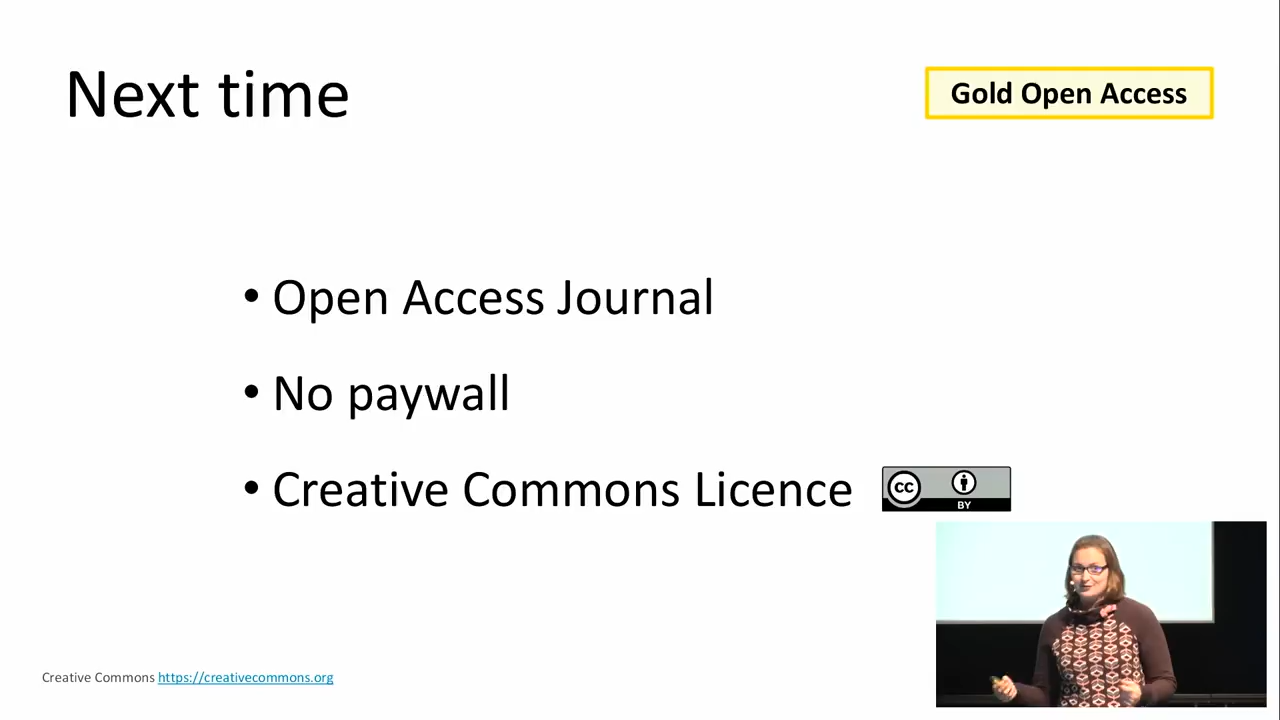 Next time
Gold Open Access
• Open Access Journal
• No paywall
• Creative Commons Licence
cc
BY
Creative Commons https://creativecommons.org